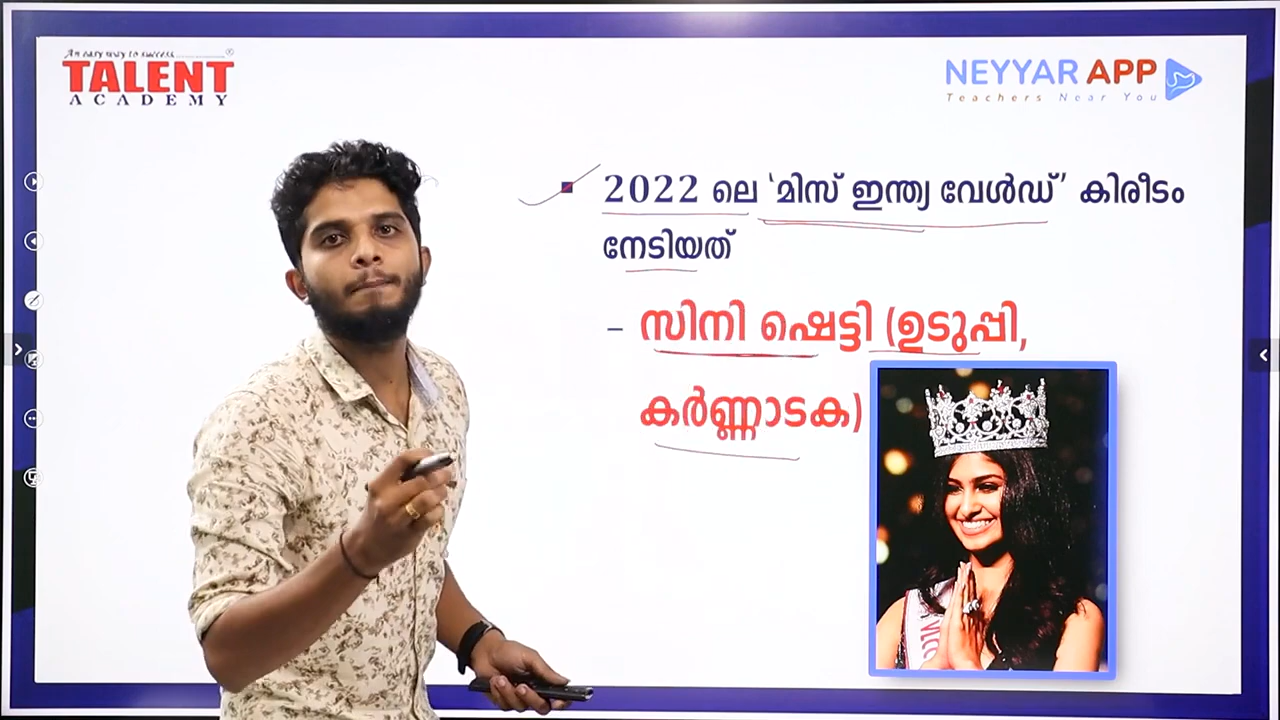 An easy way to success
TALENT
ACADEMY
NEYYAR APP
Teachers Near You
2022 ലെ ‘മിസ് ഇന്ത്യ വേൾഡ്’ കിരീടം
നേടിയത്
– സിനി ഷെട്ടി (ഉടുപ്പി,
കർണ്ണാടക)